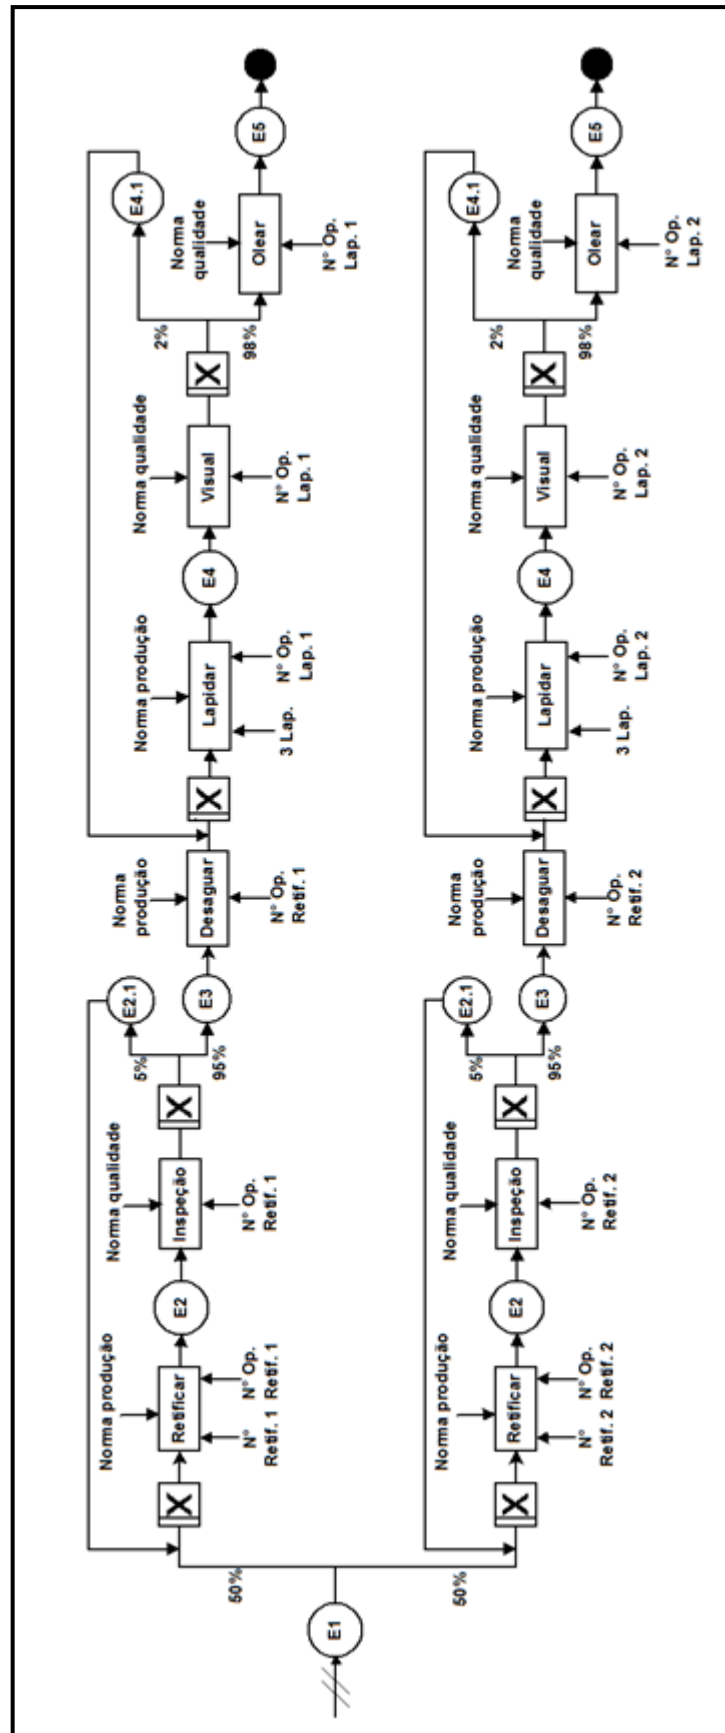 E1
50%
50%
Norma produção
Retificar
N°
Retif. 1
N° Op.
Retif. 1
E2
Norma qualidade
Inspeção
N° Op.
Retif. 1
X
X
5%
95%
E2.1
E3
Norma
produção
Desaguar
N° Op.
Retif. 1
X
Norma produção
Lapidar
3 Lap.
N° Op.
Lap. 1
E4
Norma qualidade
Visual
N° Op.
Lap. 1
X
2%
98%
E4.1
Norma
qualidade
Olear
N° Op.
Lap. 1
E5
X
Norma produção
Retificar
N°
Retif. 2
N° Op.
Retif. 2
E2
Norma qualidade
Inspeção
N° Op.
Retif. 2
X
5%
95%
E2.1
E3
Norma
produção
Desaguar
N° Op.
Retif. 2
X
Norma produção
Lapidar
3 Lap.
N° Op.
Lap. 2
E4
Norma qualidade
Visual
N° Op.
Lap. 2
X
2%
98%
E4.1
Norma
qualidade
Olear
N° Op.
Lap. 2
E5